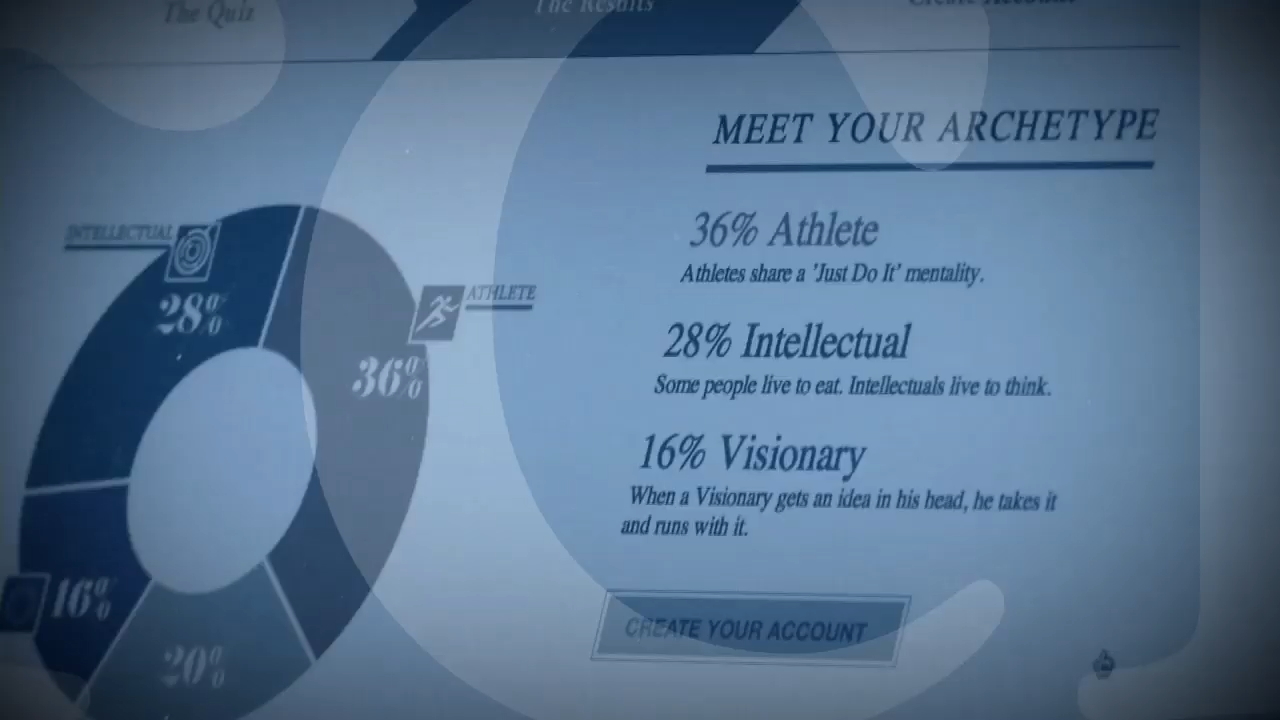 The Quiz
The Results
Create Account
MEET YOUR ARCHETYPE
INTELLECTUAL
28%
ATHLETE
36%
16%
20%
36% Athlete
Athletes share a 'Just Do It' mentality.
28% Intellectual
Some people live to eat. Intellectuals live to think.
16% Visionary
When a Visionary gets an idea in his head, he takes it
and runs with it.
CREATE YOUR ACCOUNT